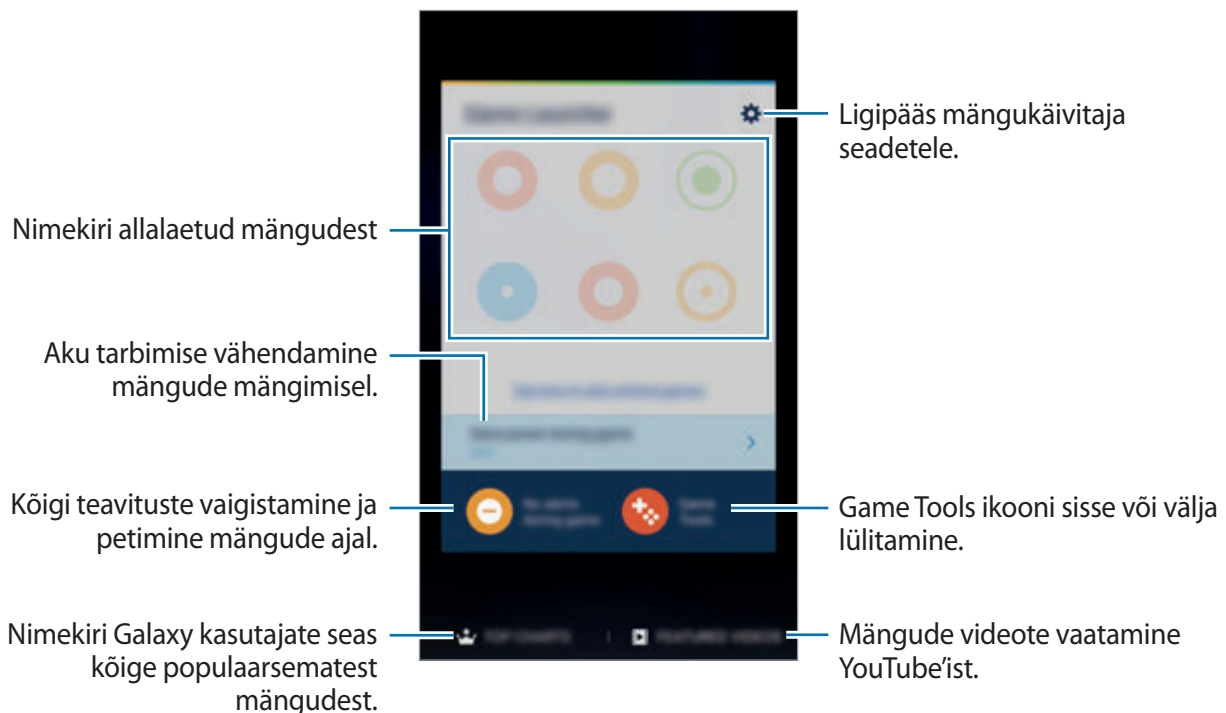 Ligipääs mängukäivitaja
seadetele.
Nimekiri allalaetud mängudest
Aku tarbimise vähendamine
mängude mängimisel.
Kõigi teavituste vaigistamine ja
petimine mängude ajal.
Game Tools ikooni sisse või välja
lülitamine.
Nimekiri Galaxy kasutajate seas
kõige populaarsematest
mängudest.
Mängude videote vaatamine
YouTube’ist.